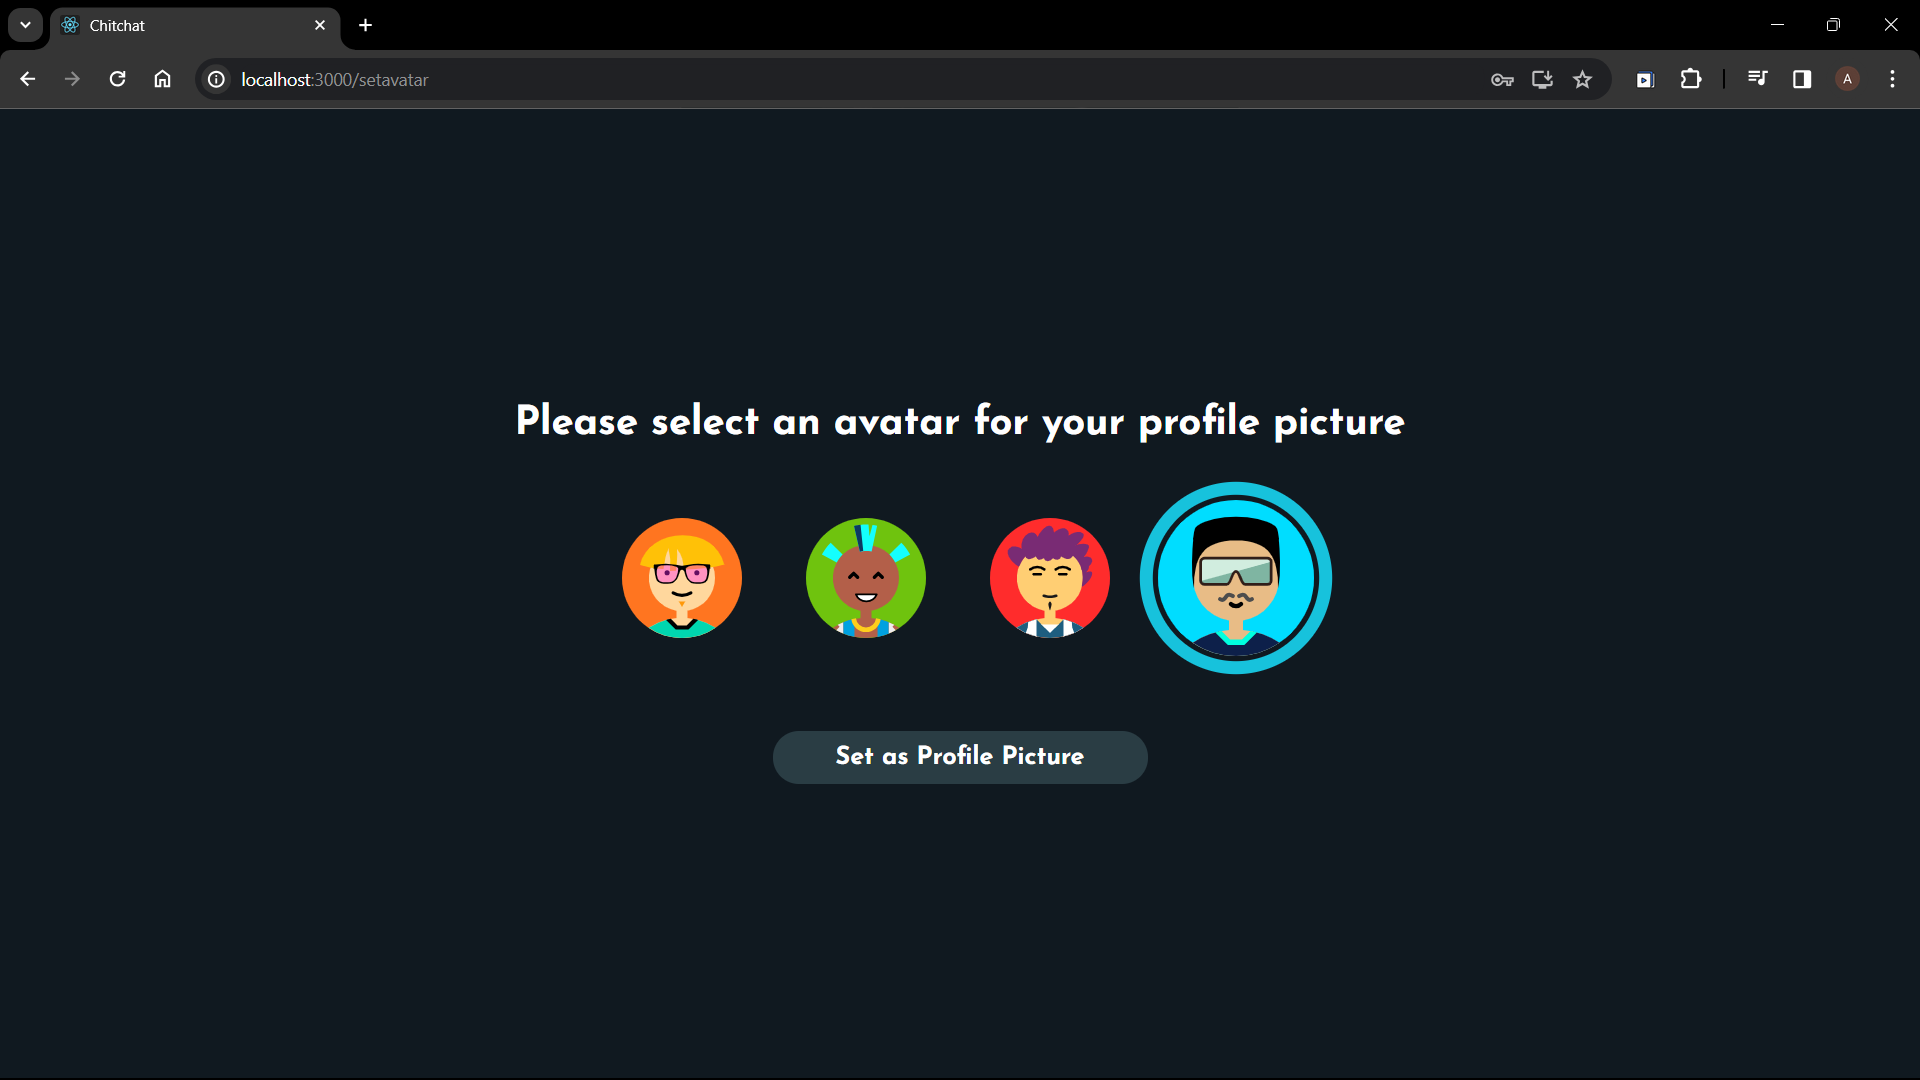 Chitchat
localhost:3000/setavatar
A
Please select an avatar for your profile picture
Set as Profile Picture